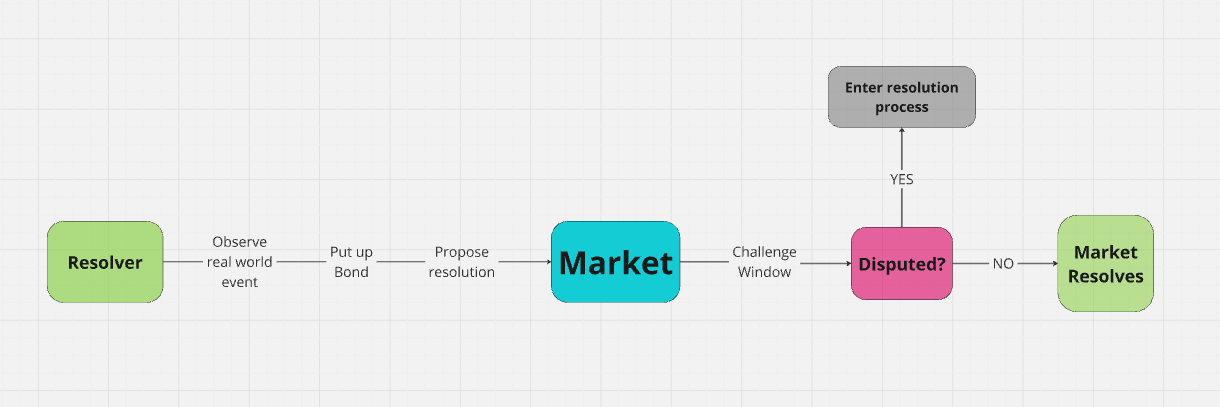 Enter resolution
process
YES
Resolver
Observe
real world
event
Put up
Bond
Propose
resolution
Market
Challenge
Window
Disputed?
NO
Market
Resolves